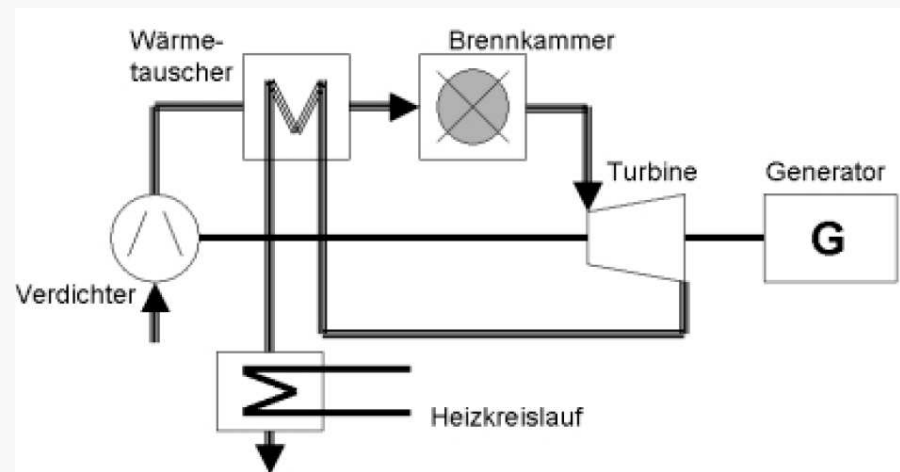 Wärme-
tauscher
Brennkammer
Turbine
Generator
G
Verdichter
Heizkreislauf